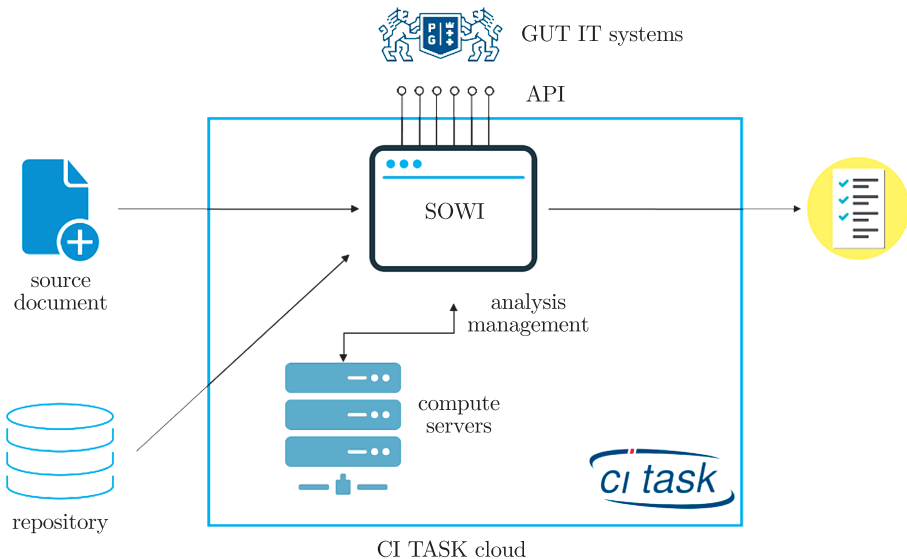 P
G
GUT IT systems
API
SOWI
source
document
analysis
management
compute
servers
ci task
repository
CI TASK cloud